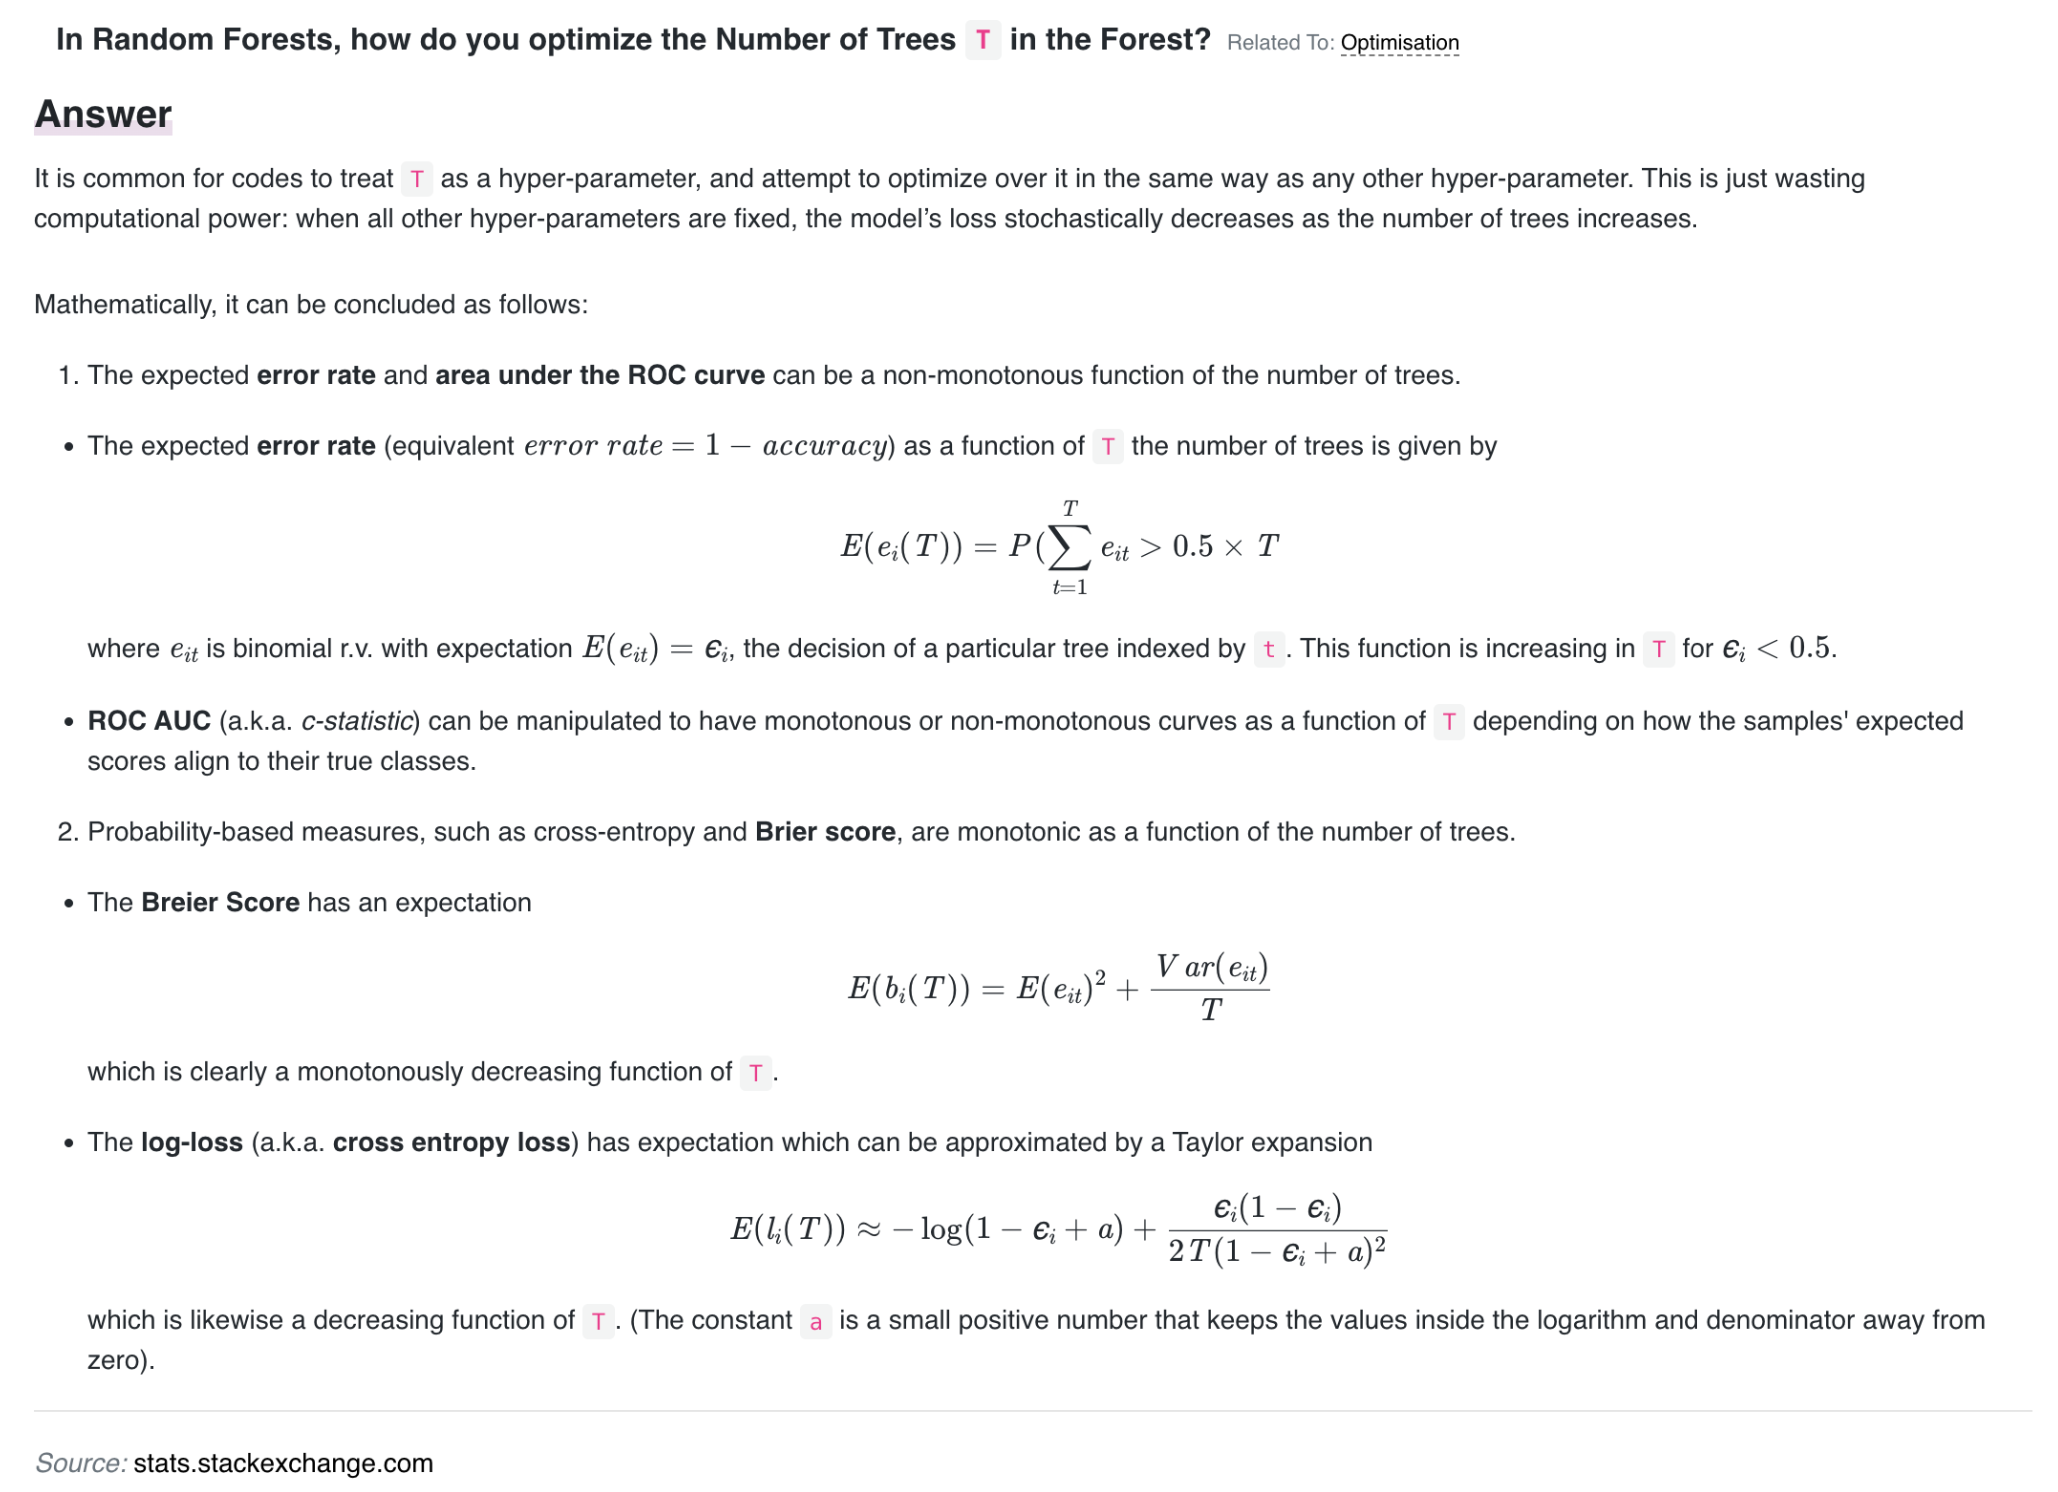 In Random Forests, how do you optimize the Number of Trees T in the Forest? Related To: Optimisation
Answer
It is common for codes to treat T as a hyper-parameter, and attempt to optimize over it in the same way as any other hyper-parameter. This is just wasting
computational power: when all other hyper-parameters are fixed, the model’s loss stochastically decreases as the number of trees increases.
Mathematically, it can be concluded as follows:
1. The expected error rate and area under the ROC curve can be a non-monotonous function of the number of trees.
• The expected error rate (equivalent error rate = 1 − accuracy) as a function of T the number of trees is given by
E(e_i(T)) = P(∑_{t=1}^{T} e_{it} > 0.5 × T
where e_{it} is binomial r.v. with expectation E(e_{it}) = ϵ_i, the decision of a particular tree indexed by t. This function is increasing in T for ϵ_i < 0.5.
• ROC AUC (a.k.a. c-statistic) can be manipulated to have monotonous or non-monotonous curves as a function of T depending on how the samples' expected
scores align to their true classes.
2. Probability-based measures, such as cross-entropy and Brier score, are monotonic as a function of the number of trees.
• The Breier Score has an expectation
E(b_i(T)) = E(e_{it})^2 + Var(e_{it}) / T
which is clearly a monotonously decreasing function of T.
• The log-loss (a.k.a. cross entropy loss) has expectation which can be approximated by a Taylor expansion
E(l_i(T)) ≈ − log(1 − ϵ_i + a) + ϵ_i(1 − ϵ_i) / 2T(1 − ϵ_i + a)^2
which is likewise a decreasing function of T. (The constant a is a small positive number that keeps the values inside the logarithm and denominator away from
zero).
Source: stats.stackexchange.com